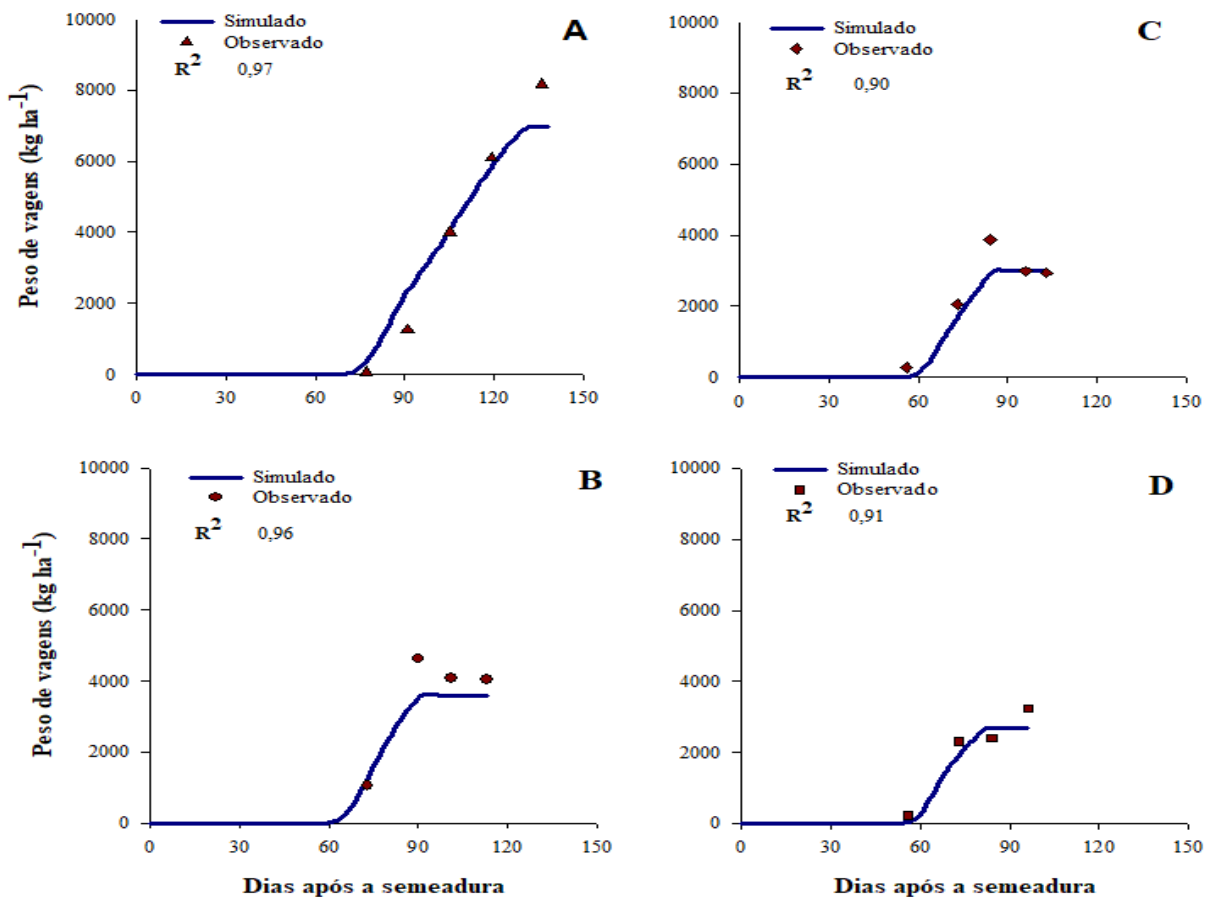 A
Simulado
Observado
R² 0,97
Peso de vagens (kg ha⁻¹)
10000
8000
6000
4000
2000
0
0 30 60 90 120 150
C
Simulado
Observado
R² 0,90
10000
8000
6000
4000
2000
0
0 30 60 90 120 150
B
Simulado
Observado
R² 0,96
Peso de vagens (kg ha⁻¹)
10000
8000
6000
4000
2000
0
0 30 60 90 120 150
Dias após a semeadura
D
Simulado
Observado
R² 0,91
10000
8000
6000
4000
2000
0
0 30 60 90 120 150
Dias após a semeadura